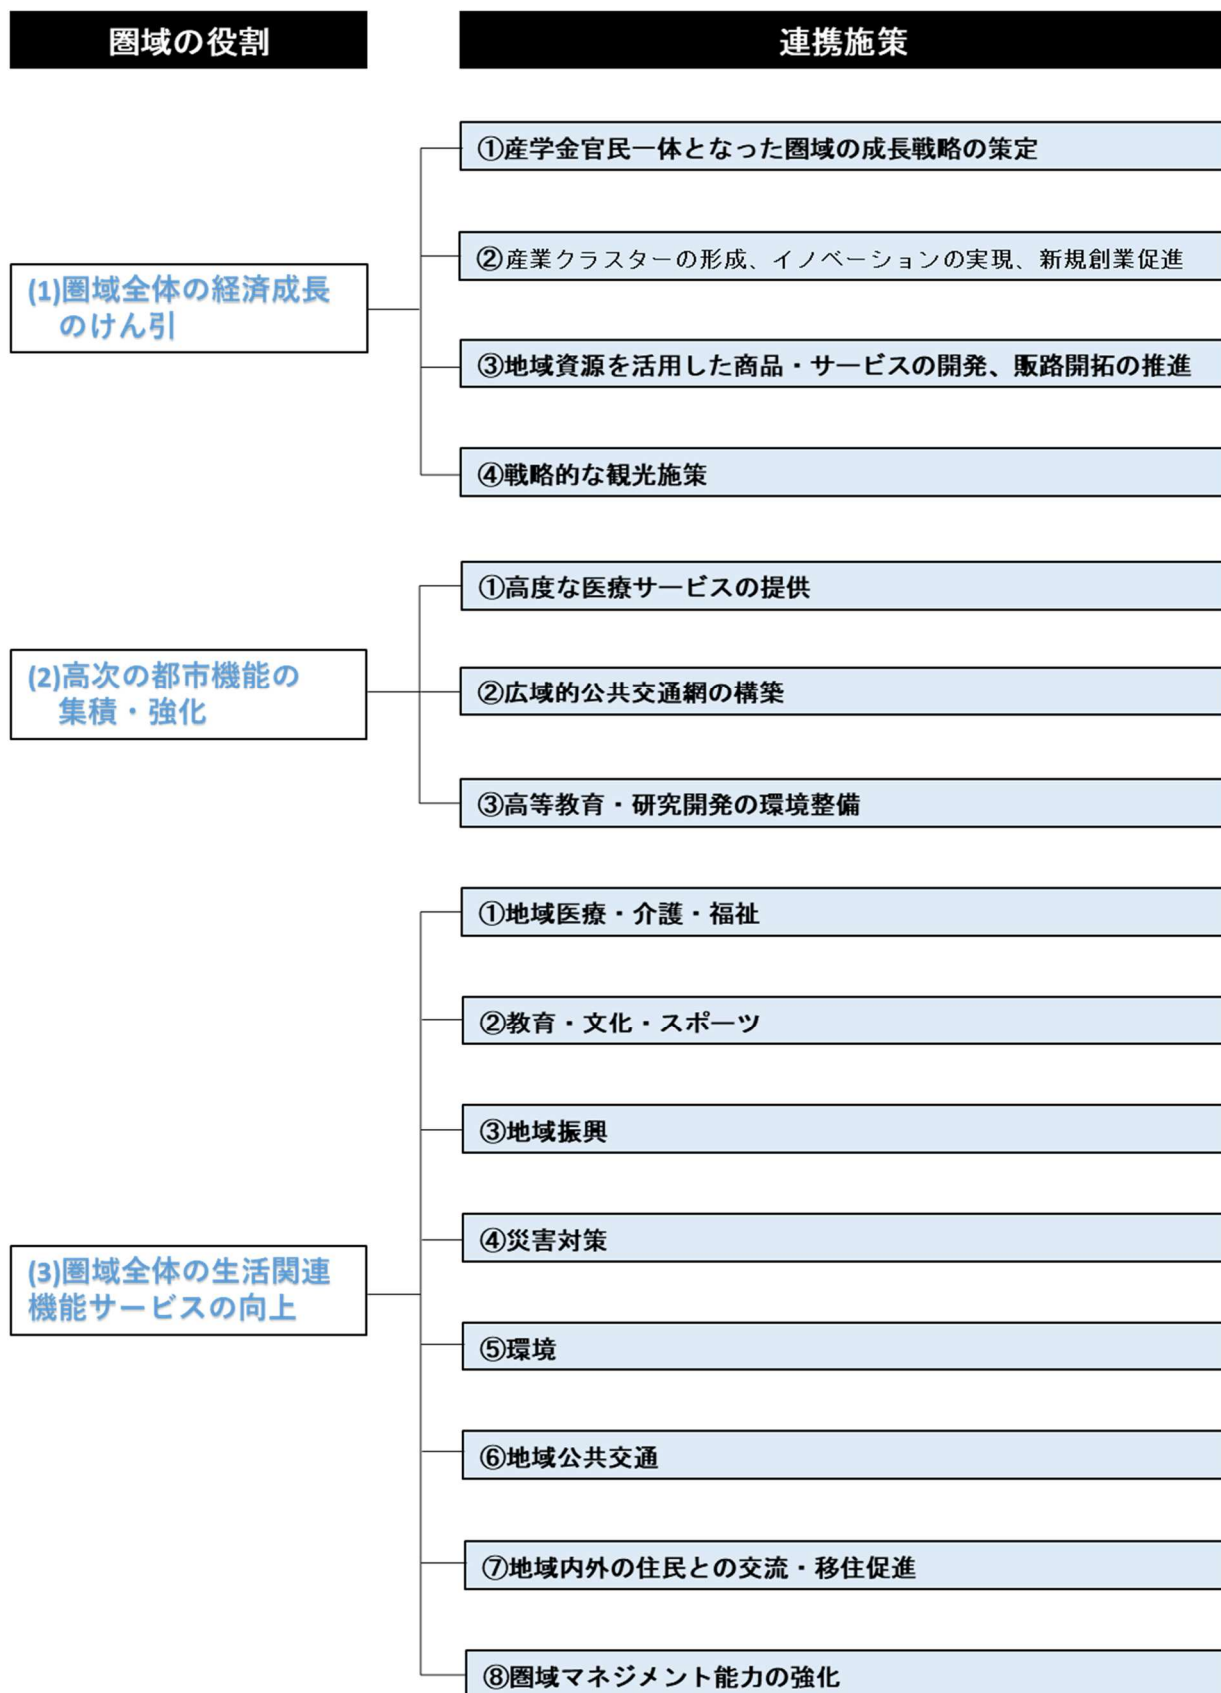 圏域の役割
連携施策
(1)圏域全体の経済成長
のけん引
①産学金官民一体となった圏域の成長戦略の策定
②産業クラスターの形成、イノベーションの実現、新規創業促進
③地域資源を活用した商品・サービスの開発、販路開拓の推進
④戦略的な観光施策
(2)高次の都市機能の
集積・強化
①高度な医療サービスの提供
②広域的公共交通網の構築
③高等教育・研究開発の環境整備
(3)圏域全体の生活関連
機能サービスの向上
①地域医療・介護・福祉
②教育・文化・スポーツ
③地域振興
④災害対策
⑤環境
⑥地域公共交通
⑦地域内外の住民との交流・移住促進
⑧圏域マネジメント能力の強化